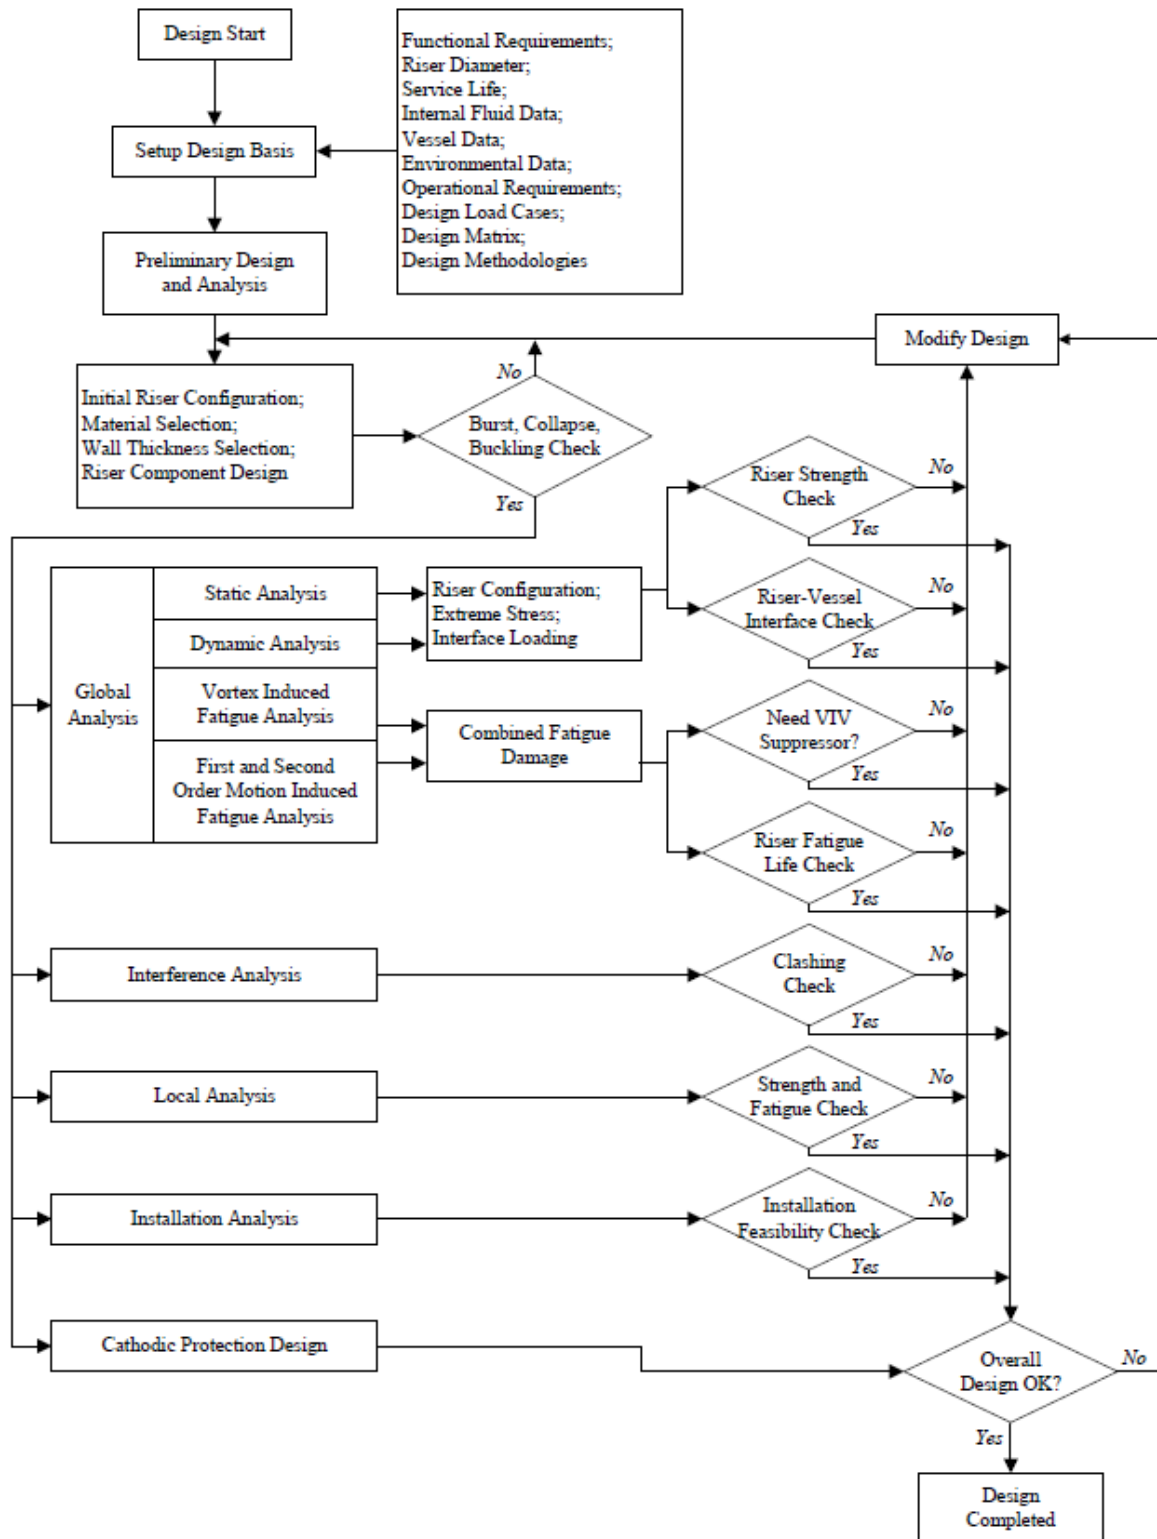 Design Start
Functional Requirements;
Riser Diameter;
Service Life;
Internal Fluid Data;
Vessel Data;
Environmental Data;
Operational Requirements;
Design Load Cases;
Design Matrix;
Design Methodologies
Setup Design Basis
Preliminary Design
and Analysis
Modify Design
No
Initial Riser Configuration;
Material Selection;
Wall Thickness Selection;
Riser Component Design
Burst, Collapse,
Buckling Check
Yes
Riser Strength
Check
No
Yes
Global
Analysis
Static Analysis
Dynamic Analysis
Vortex Induced
Fatigue Analysis
First and Second
Order Motion Induced
Fatigue Analysis
Riser Configuration;
Extreme Stress;
Interface Loading
Riser-Vessel
Interface Check
No
Yes
Combined Fatigue
Damage
Need VIV
Suppressor?
No
Yes
Riser Fatigue
Life Check
No
Yes
Interference Analysis
Clashing
Check
No
Yes
Local Analysis
Strength and
Fatigue Check
No
Yes
Installation Analysis
Installation
Feasibility Check
No
Yes
Cathodic Protection Design
Overall
Design OK?
No
Yes
Design
Completed